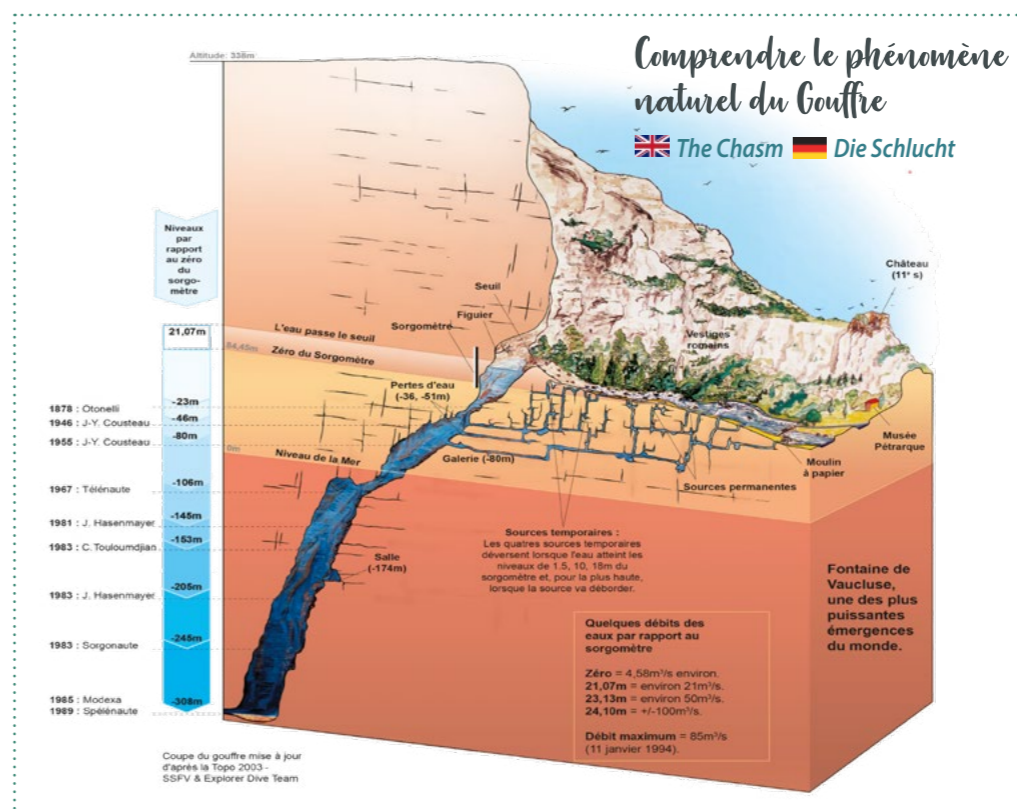 Altitude: 338m
Comprendre le phénomène
naturel du Gouffre
The Chasm
Die Schlucht
Niveaux
par
rapport
au zéro
du
sorgo-
mètre
Château
(11e s)
Seuil
Figuier
Sorgomètre
Vestiges
romains
21,07m
L'eau passe le seuil
84,45m
Zéro du Sorgomètre
Pertes d'eau
(-36, -51m)
1878 : Otonelli
-23m
1946 : J-Y. Cousteau
-46m
1955 : J-Y. Cousteau
-80m
Musée
Pétrarque
Moulin
à papier
Galerie (-80m)
0m
Niveau de la Mer
Sources permanentes
1967 : Télénaute
-106m
1981 : J. Hasenmayer
-145m
1983 : C. Touloumdjian
-153m
1983 : J. Hasenmayer
-205m
1983 : Sorgonaute
-245m
1985 : Modexa
1989 : Spélénaute
-308m
Salle
(-174m)
Sources temporaires :
Les quatre sources temporaires
déversent lorsque l'eau atteint les
niveaux de 1.5, 10, 18m du
sorgomètre et, pour la plus haute,
lorsque la source va déborder.
Fontaine de
Vaucluse,
une des plus
puissantes
émergences
du monde.
Quelques débits des
eaux par rapport au
sorgomètre
Zéro = 4,58m³/s environ.
21,07m = environ 21m³/s.
23,13m = environ 50m³/s.
24,10m = +/-100m³/s.
Débit maximum = 85m³/s
(11 janvier 1994).
Coupe du gouffre mise à jour
d'après la Topo 2003 -
SSFV & Explorer Dive Team